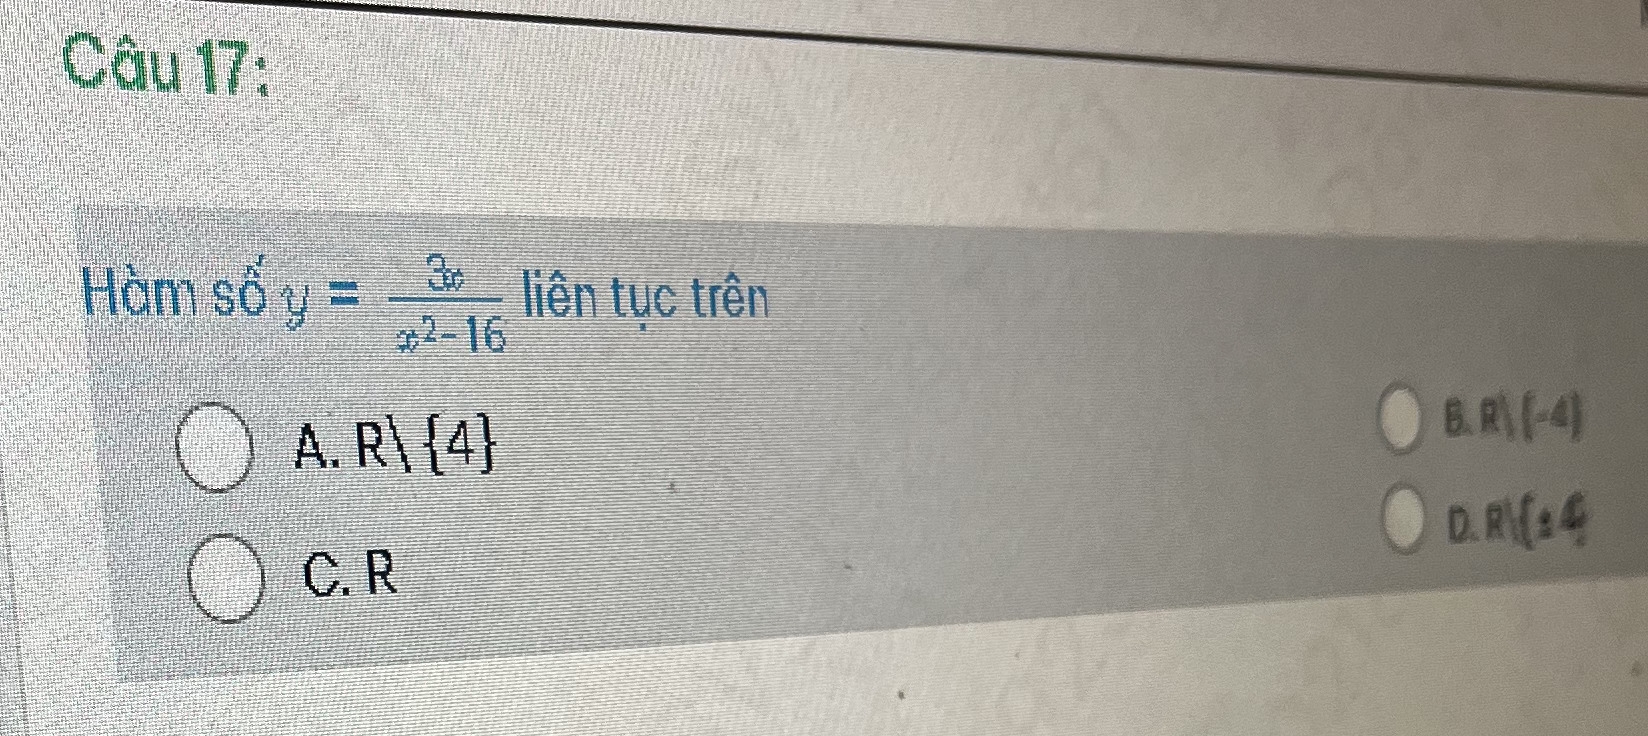 Câu 17:
Hàm số y = 3x / x²-16 liên tục trên
A. R\ {4}
B. R\ {-4}
C. R
D. R\{±4}